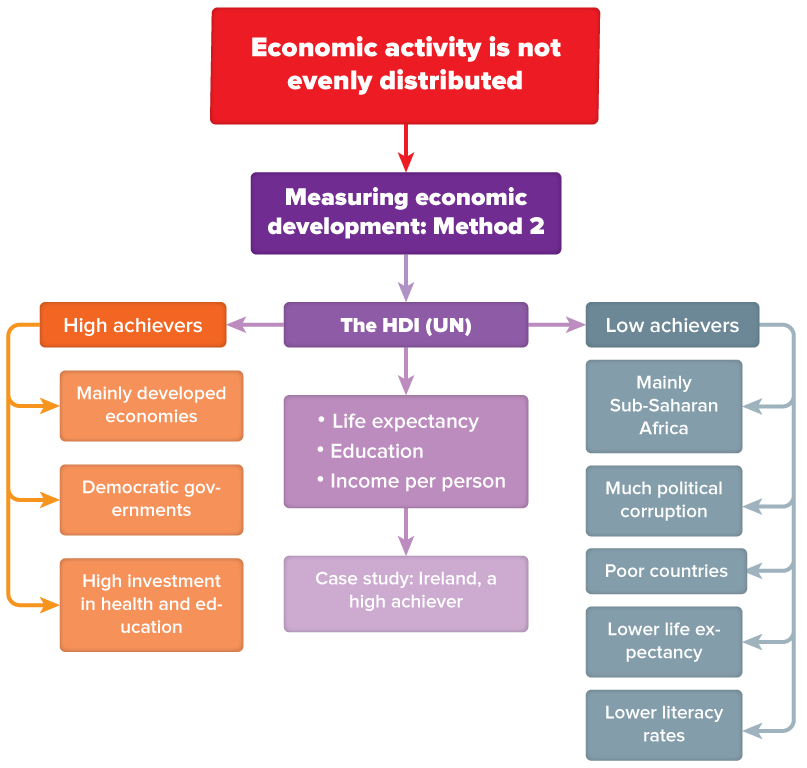 Economic activity is not
evenly distributed
Measuring economic
development: Method 2
High achievers
The HDI (UN)
Low achievers
Mainly developed
economies
Democratic gov-
ernments
High investment
in health and ed-
ucation
• Life expectancy
• Education
• Income per person
Case study: Ireland, a
high achiever
Mainly
Sub-Saharan
Africa
Much political
corruption
Poor countries
Lower life ex-
pectancy
Lower literacy
rates